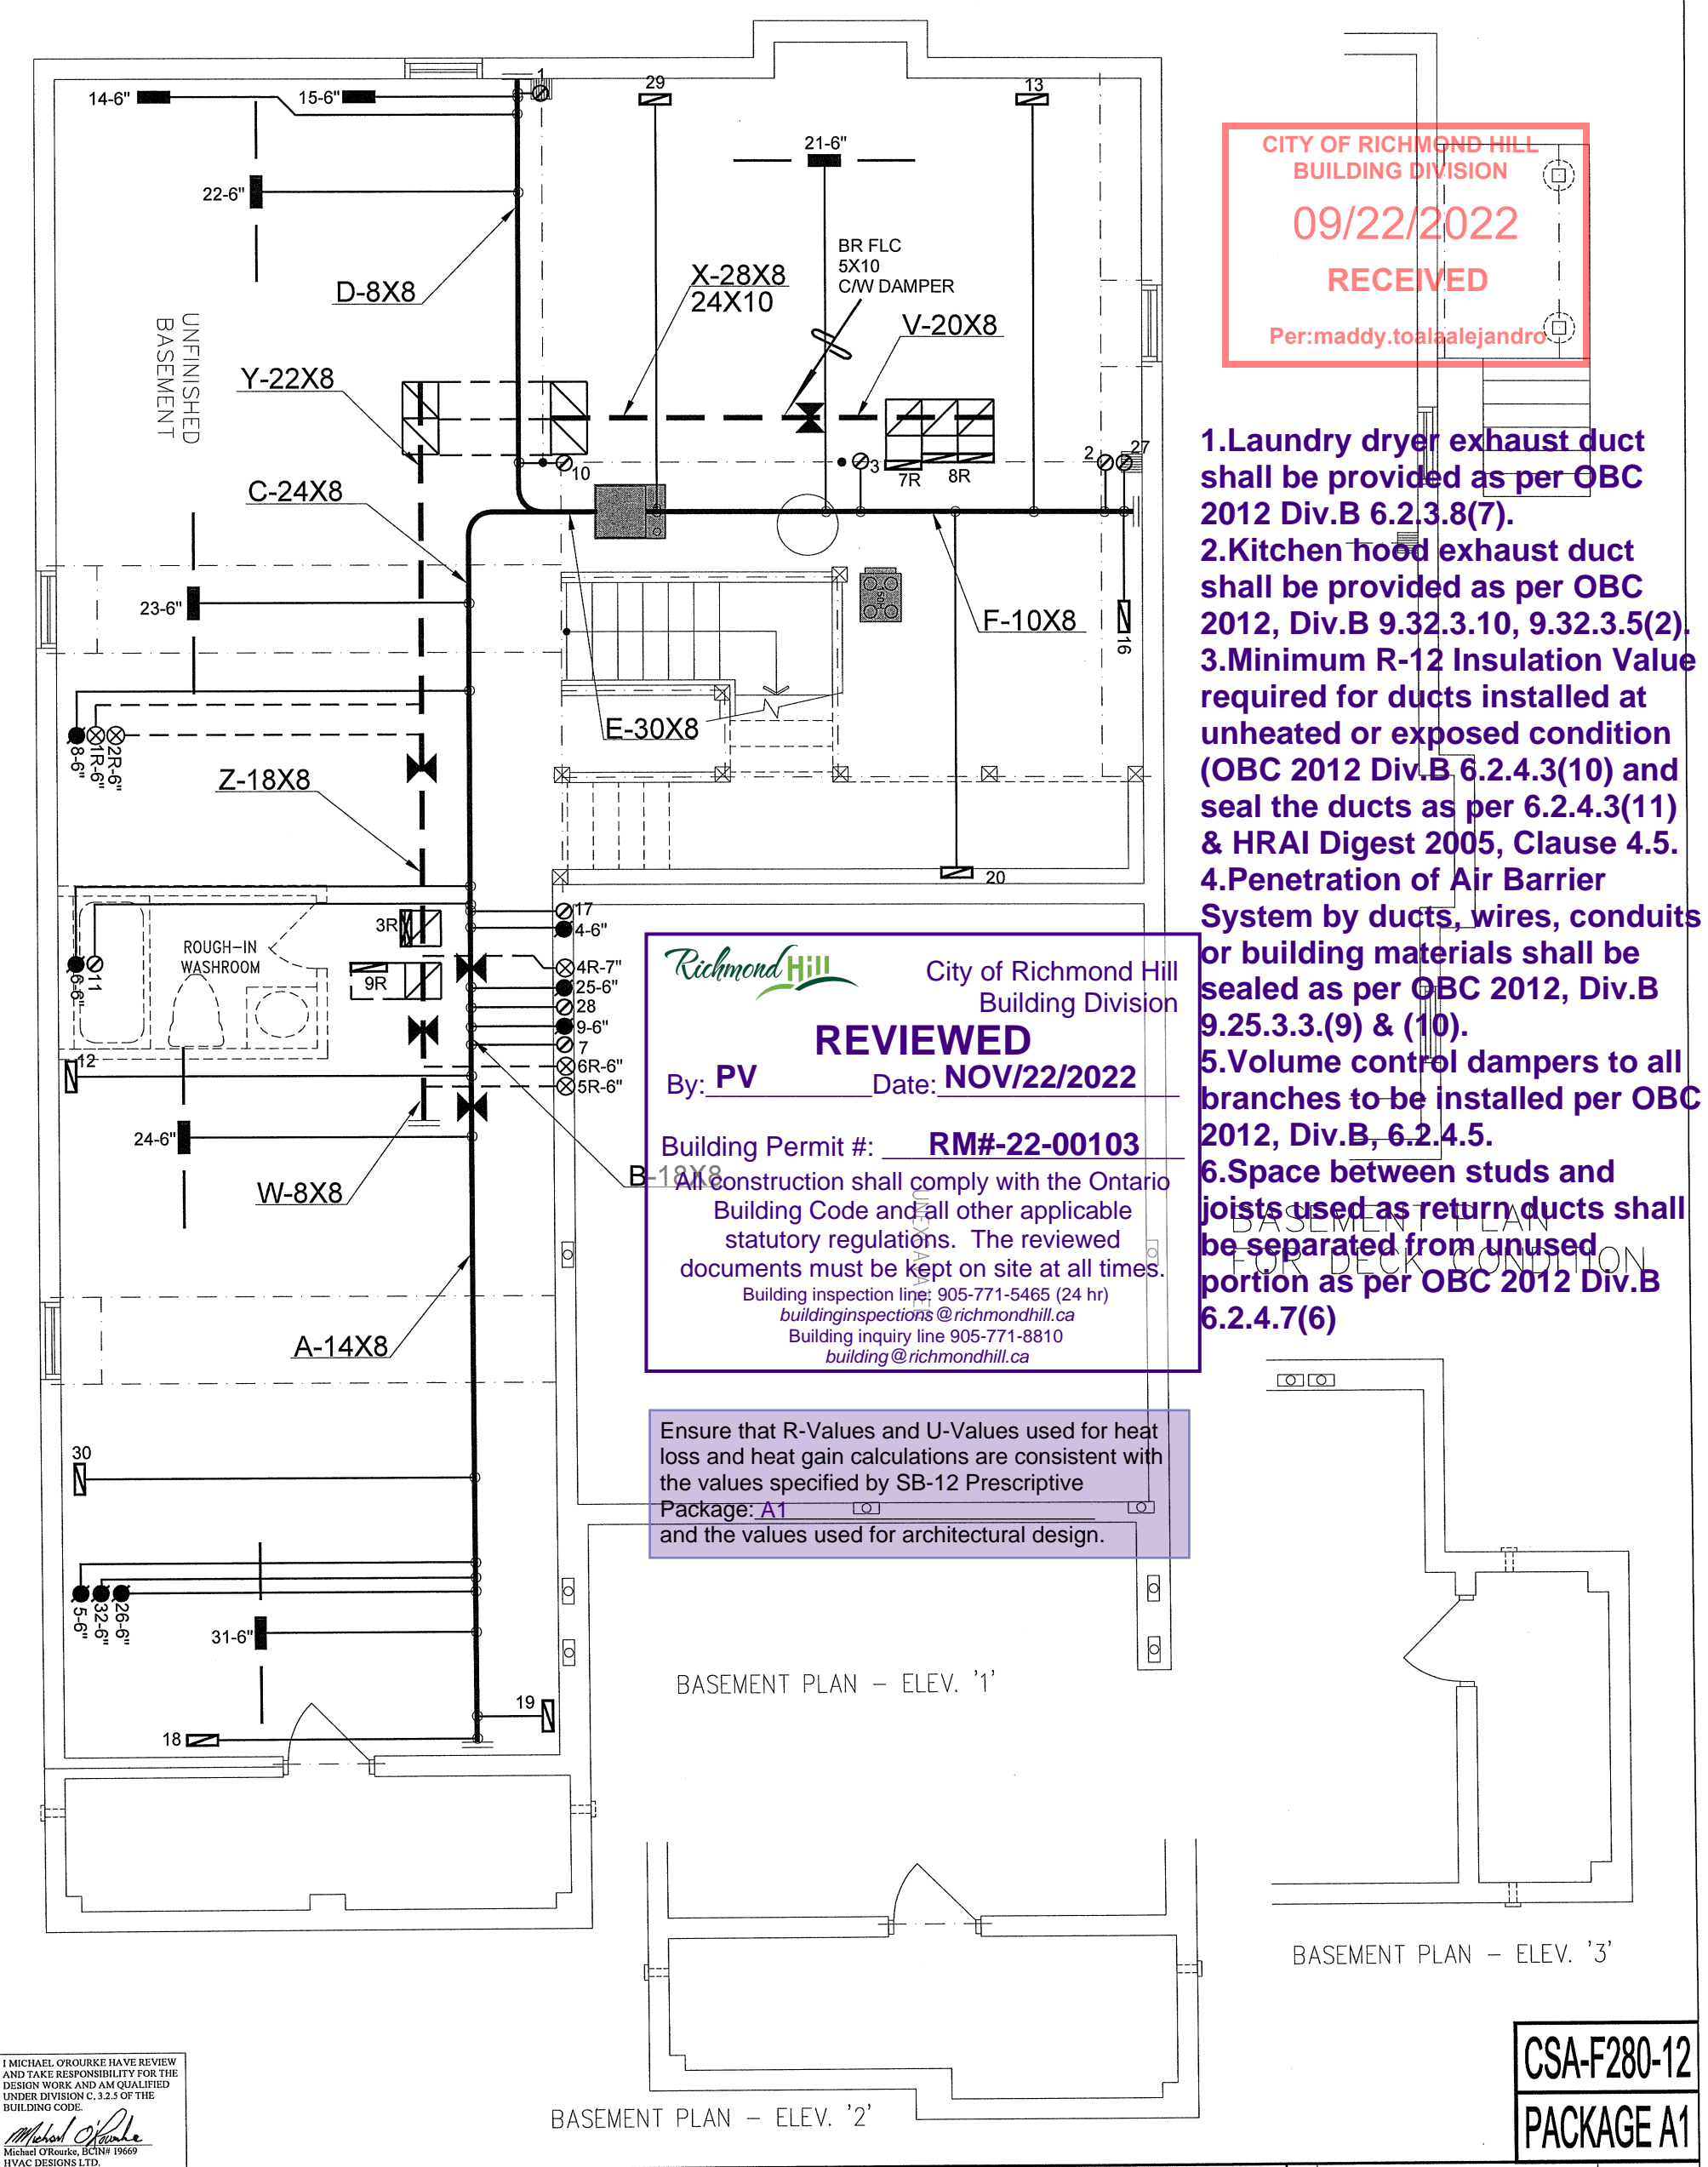 14-6"
15-6"
1
29
13
21-6"
22-6"
BR FLC
5X10
C/W DAMPER
D-8X8
X-28X8
24X10
V-20X8
UNFINISHED
BASEMENT
Y-22X8
10
3
7R
8R
2
27
C-24X8
23-6"
F-10X8
16
E-30X8
8-6"
1R-6"
2R-6"
Z-18X8
20
17
4-6"
3R
ROUGH-IN
WASHROOM
4R-7"
9R
25-6"
6-6"
11
28
9-6"
7
12
6R-6"
5R-6"
24-6"
B-18X8
W-8X8
A-14X8
30
5-6"
32-6"
26-6"
31-6"
19
18
CITY OF RICHMOND HILL
BUILDING DIVISION
09/22/2022
RECEIVED
Per:maddy.toalaalejandro
1.Laundry dryer exhaust duct
shall be provided as per OBC
2012 Div.B 6.2.3.8(7).
2.Kitchen hood exhaust duct
shall be provided as per OBC
2012, Div.B 9.32.3.10, 9.32.3.5(2).
3.Minimum R-12 Insulation Value
required for ducts installed at
unheated or exposed condition
(OBC 2012 Div.B 6.2.4.3(10) and
seal the ducts as per 6.2.4.3(11)
& HRAI Digest 2005, Clause 4.5.
4.Penetration of Air Barrier
System by ducts, wires, conduits
or building materials shall be
sealed as per OBC 2012, Div.B
9.25.3.3.(9) & (10).
5.Volume control dampers to all
branches to be installed per OBC
2012, Div.B, 6.2.4.5.
6.Space between studs and
joists used as return ducts shall
be separated from unused
portion as per OBC 2012 Div.B
6.2.4.7(6)
BASEMENT PLAN
FOR DECK CONDITION
Richmond Hill
City of Richmond Hill
Building Division
REVIEWED
By: PV Date: NOV/22/2022
Building Permit #: RM#-22-00103
All construction shall comply with the Ontario
Building Code and all other applicable
statutory regulations. The reviewed
documents must be kept on site at all times.
Building inspection line: 905-771-5465 (24 hr)
buildinginspections@richmondhill.ca
Building inquiry line 905-771-8810
building@richmondhill.ca
Ensure that R-Values and U-Values used for heat
loss and heat gain calculations are consistent with
the values specified by SB-12 Prescriptive
Package: A1
and the values used for architectural design.
BASEMENT PLAN - ELEV. '1'
BASEMENT PLAN - ELEV. '3'
BASEMENT PLAN - ELEV. '2'
I MICHAEL O'ROURKE HAVE REVIEW
AND TAKE RESPONSIBILITY FOR THE
DESIGN WORK AND AM QUALIFIED
UNDER DIVISION C, 3.2.5 OF THE
BUILDING CODE.
Michael O'Rourke
Michael O'Rourke, BCIN# 19669
HVAC DESIGNS LTD.
CSA-F280-12
PACKAGE A1